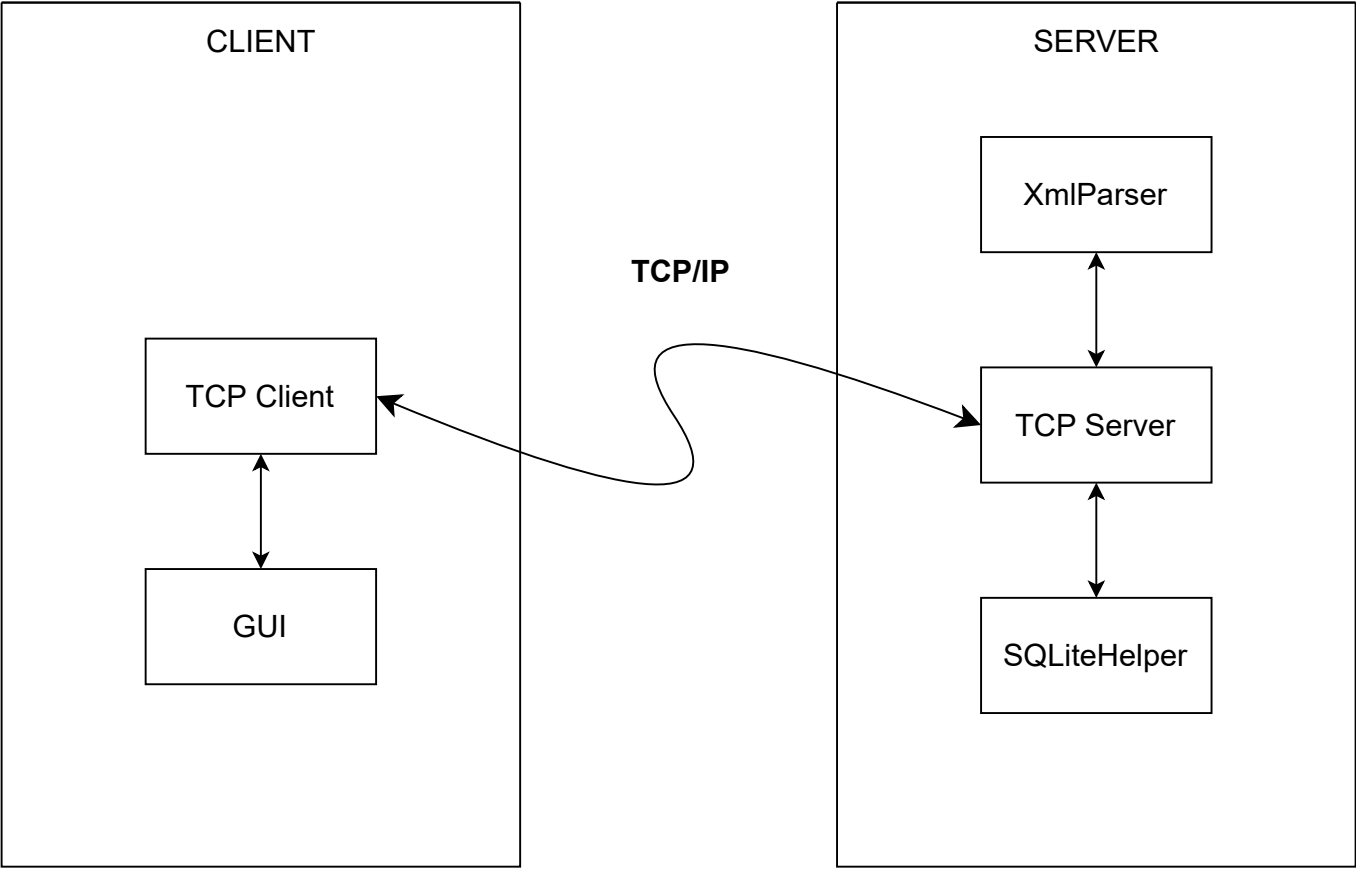 CLIENT
SERVER
XmlParser
TCP/IP
TCP Client
TCP Server
GUI
SQLiteHelper